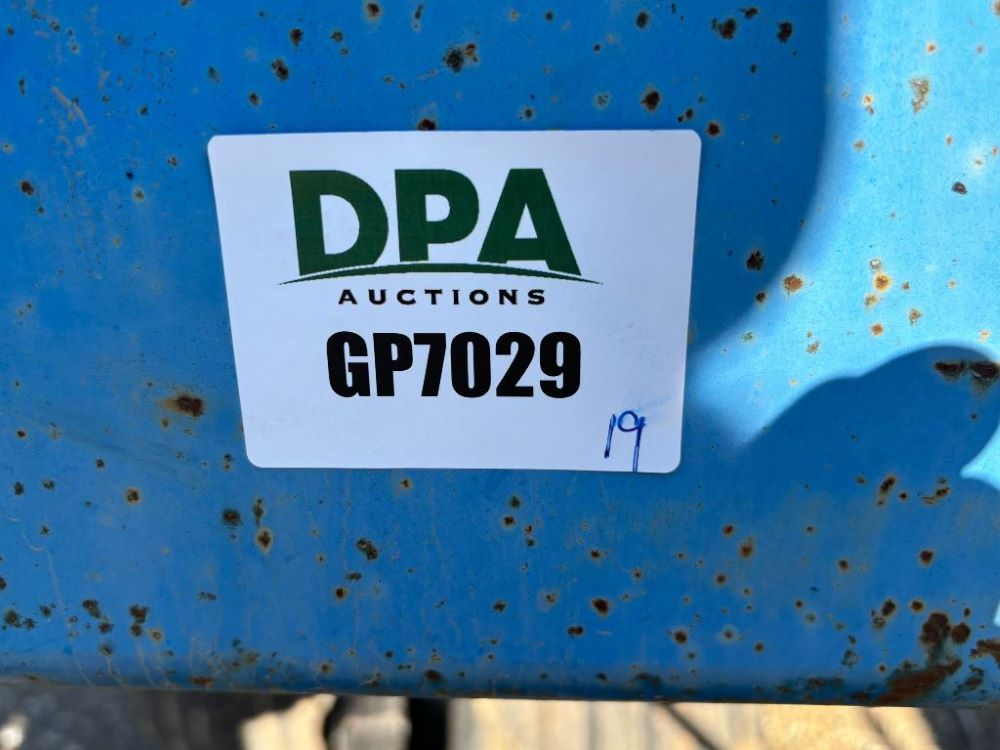 DPA
AUCTIONS
GP7029
19